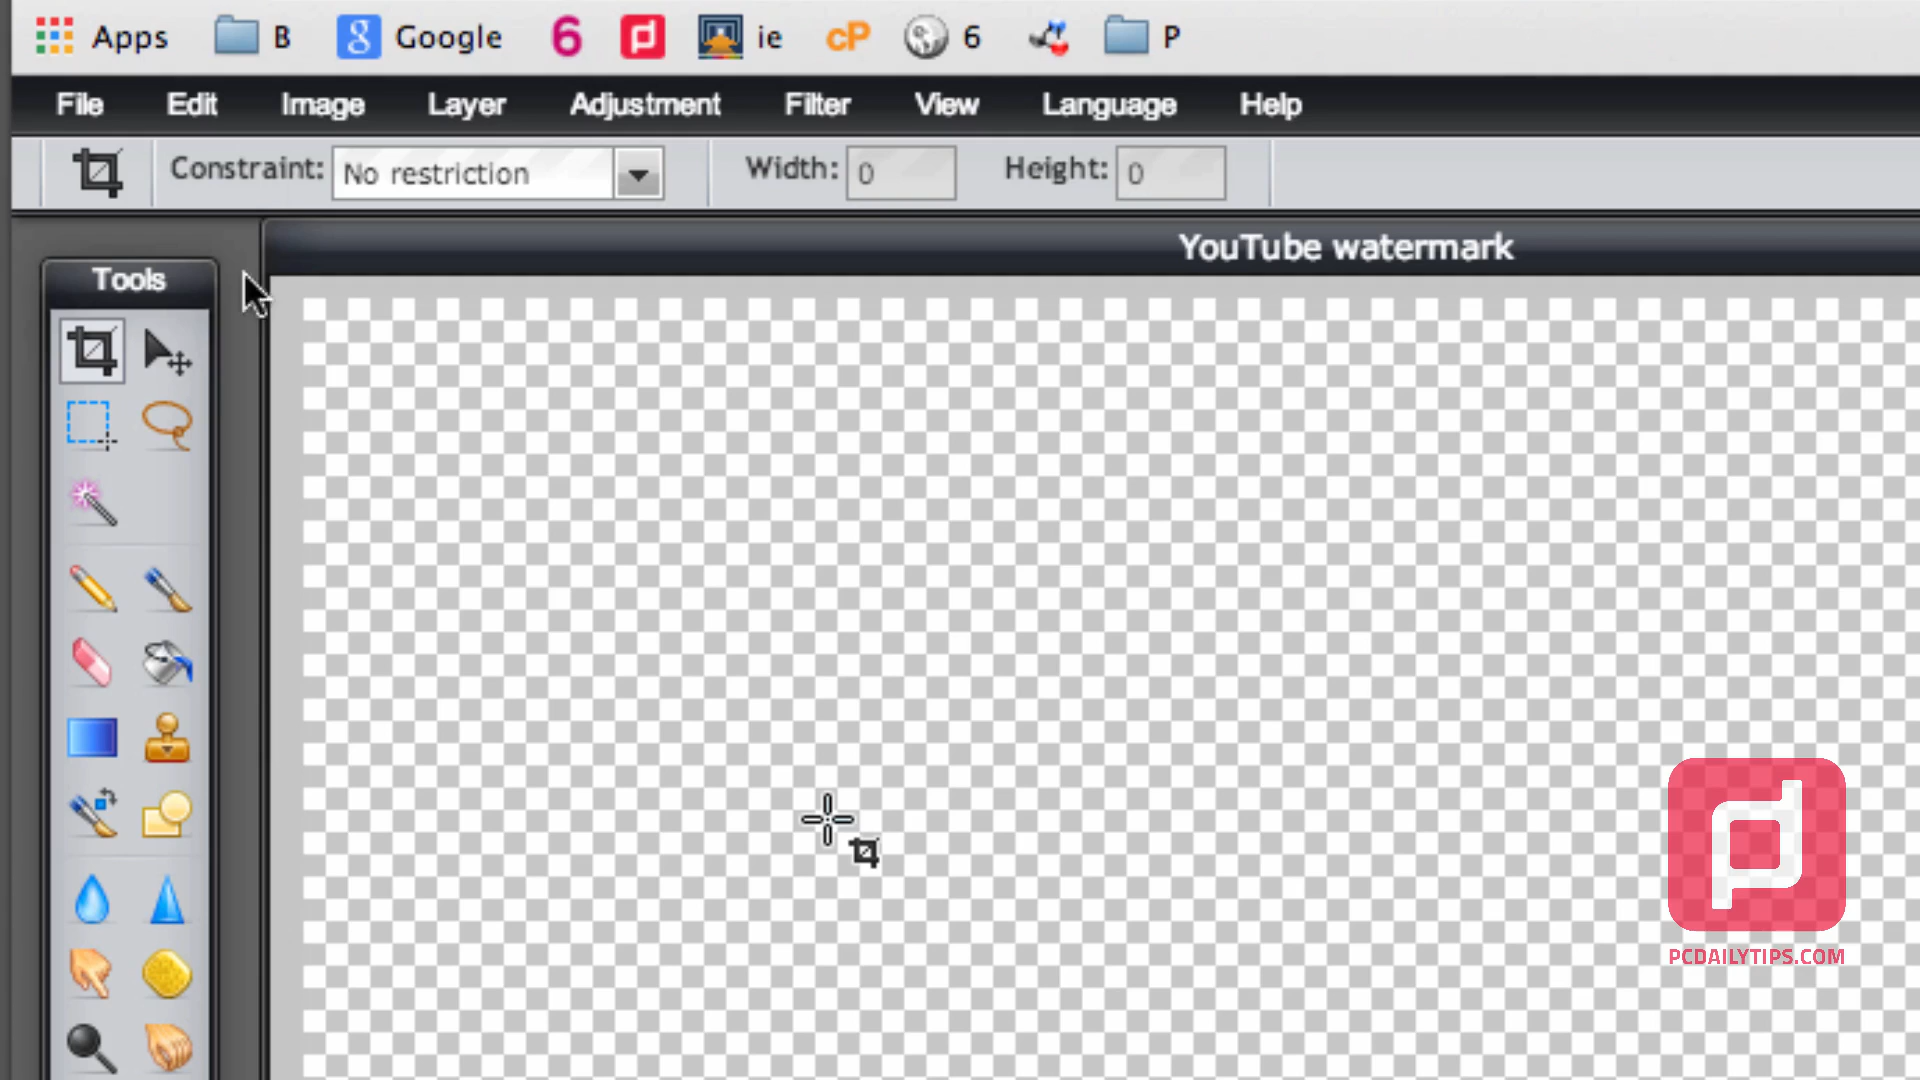 Apps B g Google 6 ie cP 6 P
File Edit Image Layer Adjustment Filter View Language Help
Constraint: No restriction Width: 0 Height: 0
YouTube watermark
Tools
PCDAILYTIPS.COM